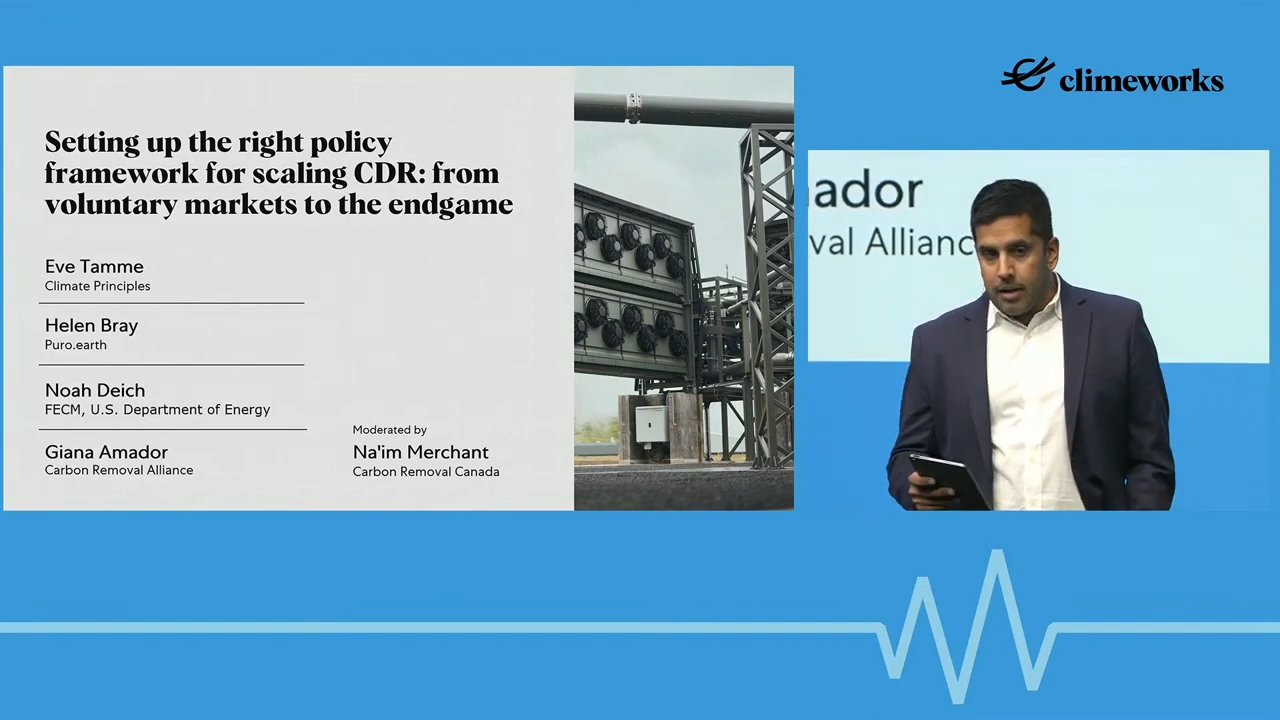 Setting up the right policy
framework for scaling CDR: from
voluntary markets to the endgame
Eve Tamme
Climate Principles
Helen Bray
Puro.earth
Noah Deich
FECM, U.S. Department of Energy
Giana Amador
Carbon Removal Alliance
Moderated by
Na'im Merchant
Carbon Removal Canada
climeworks
ador
val Allianc